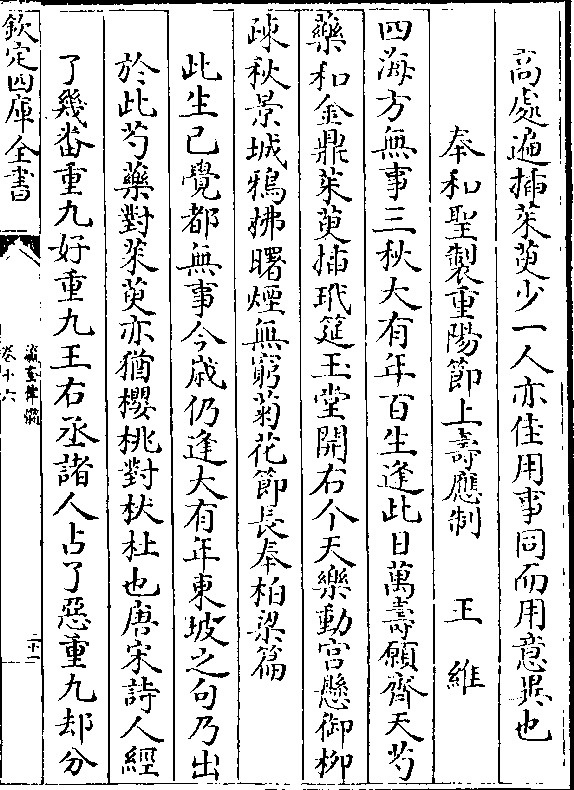 高處遍插茱萸少一人亦佳用事同而用意異也
奉和聖製重陽節上壽應制　王維
四海方無事三秋大有年百生逢此日萬壽願齊天芍
藥和金鼎茱萸插玳筵玉堂開右个天樂動宫懸御柳
疎秋景城鴉拂曙煙無窮菊花節長奉柏梁篇
此生已覺都無事今歳仍逢大有年東坡之句乃出
於此芍藥對茱萸亦猶櫻桃對杕杜也唐宋詩人經
了幾畨重九好重九王右丞諸人占了惡重九却分
欽定四庫全書
瀛奎律髓
卷十六
二十二